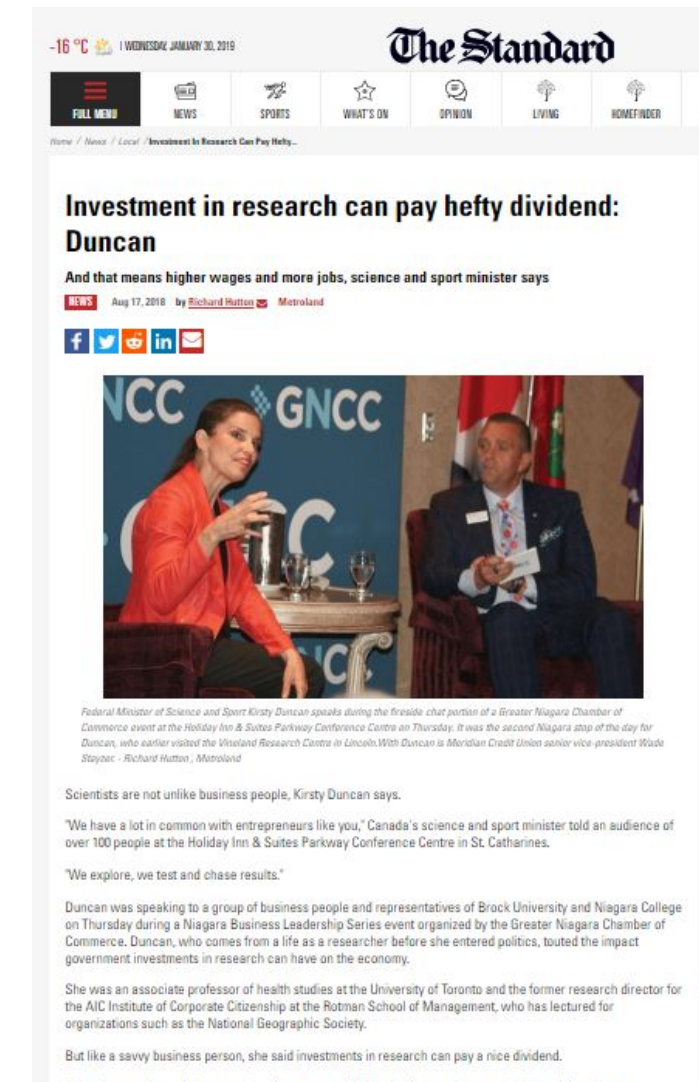 -16 °C | WEDNESDAY, JANUARY 30, 2019
The Standard
FULL MENU
NEWS
SPORTS
WHAT'S ON
OPINION
LIVING
HOMEFINDER
Home / News / Local / Investment In Research Can Pay Hefty...
Investment in research can pay hefty dividend:
Duncan
And that means higher wages and more jobs, science and sport minister says
NEWS Aug 17, 2018 by Richard Hutton Metroland
NCC GNCC
GNCC
NC
Federal Minister of Science and Sport Kirsty Duncan speaks during the fireside chat portion of a Greater Niagara Chamber of
Commerce event at the Holiday Inn & Suites Parkway Conference Centre on Thursday. It was the second Niagara stop of the day for
Duncan, who earlier visited the Vineland Research Centre in Lincoln.With Duncan is Meridian Credit Union senior vice-president Wade
Stayzer. - Richard Hutton , Metroland
Scientists are not unlike business people, Kirsty Duncan says.
"We have a lot in common with entrepreneurs like you," Canada's science and sport minister told an audience of
over 100 people at the Holiday Inn & Suites Parkway Conference Centre in St. Catharines.
"We explore, we test and chase results."
Duncan was speaking to a group of business people and representatives of Brock University and Niagara College
on Thursday during a Niagara Business Leadership Series event organized by the Greater Niagara Chamber of
Commerce. Duncan, who comes from a life as a researcher before she entered politics, touted the impact
government investments in research can have on the economy.
She was an associate professor of health studies at the University of Toronto and the former research director for
the AIC Institute of Corporate Citizenship at the Rotman School of Management, who has lectured for
organizations such as the National Geographic Society.
But like a savvy business person, she said investments in research can pay a nice dividend.